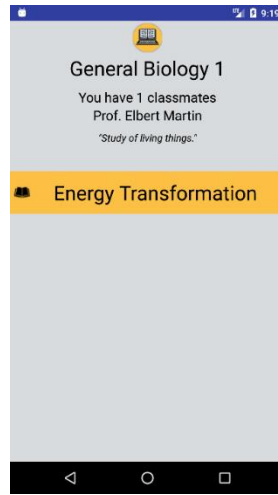 9:19
General Biology 1
You have 1 classmates
Prof. Elbert Martin
"Study of living things."
Energy Transformation